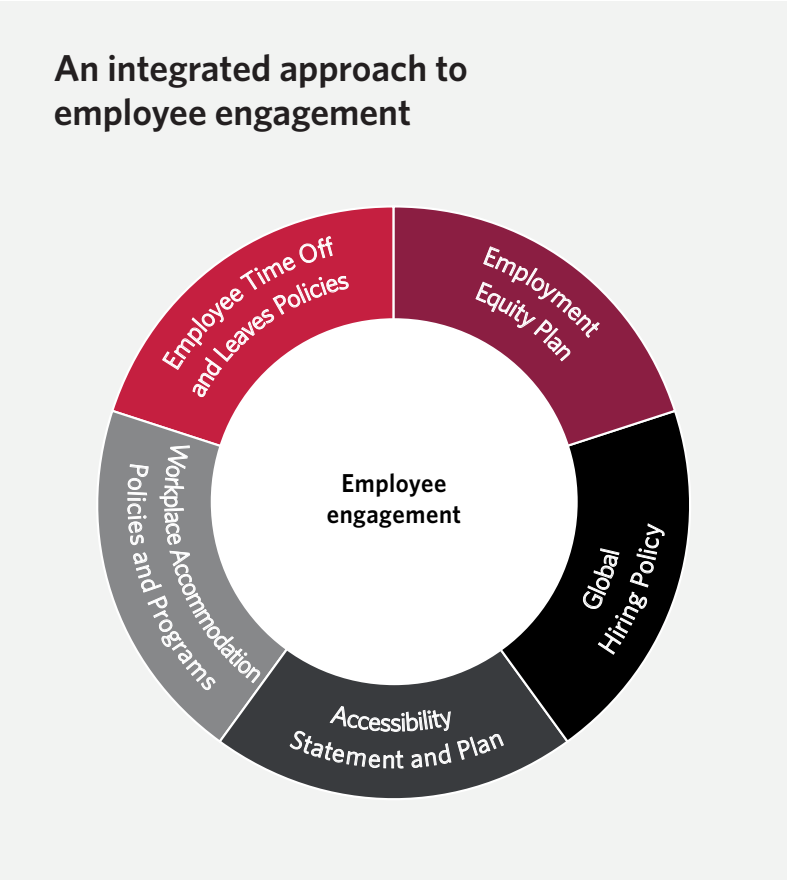 An integrated approach to
employee engagement
Employee Time Off
and Leaves Policies
Employment
Equity Plan
Workplace Accommodation
Policies and Programs
Employee
engagement
Global
Hiring Policy
Accessibility
Statement and Plan